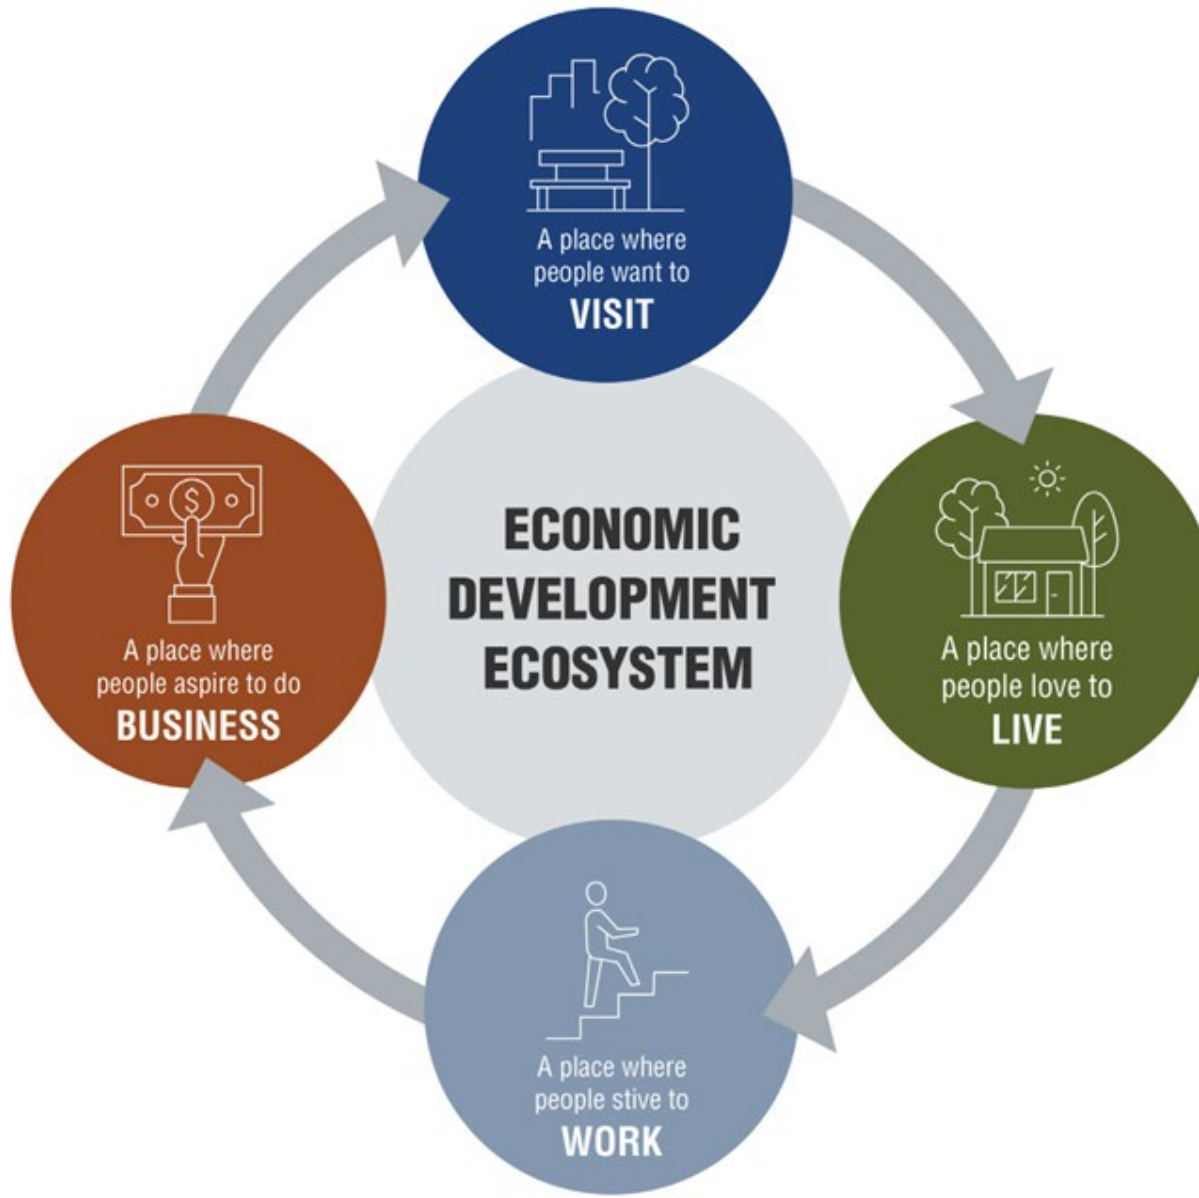 A place where
people want to
VISIT
ECONOMIC
DEVELOPMENT
ECOSYSTEM
$
A place where
people aspire to do
BUSINESS
A place where
people love to
LIVE
A place where
people stive to
WORK